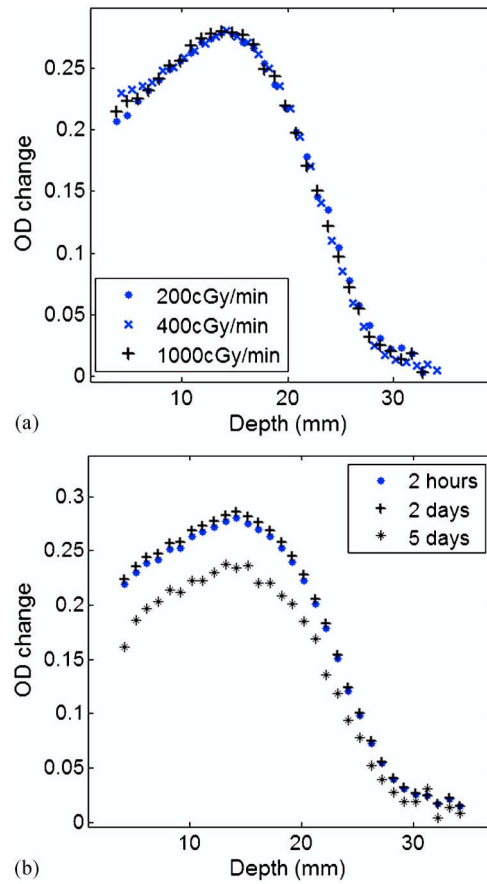 0.25
0.2
0.15
0.1
0.05
0
OD change
200cGy/min
400cGy/min
1000cGy/min
10 20 30
Depth (mm)
(a)
0.3
0.25
0.2
0.15
0.1
0.05
0
OD change
2 hours
2 days
5 days
10 20 30
Depth (mm)
(b)